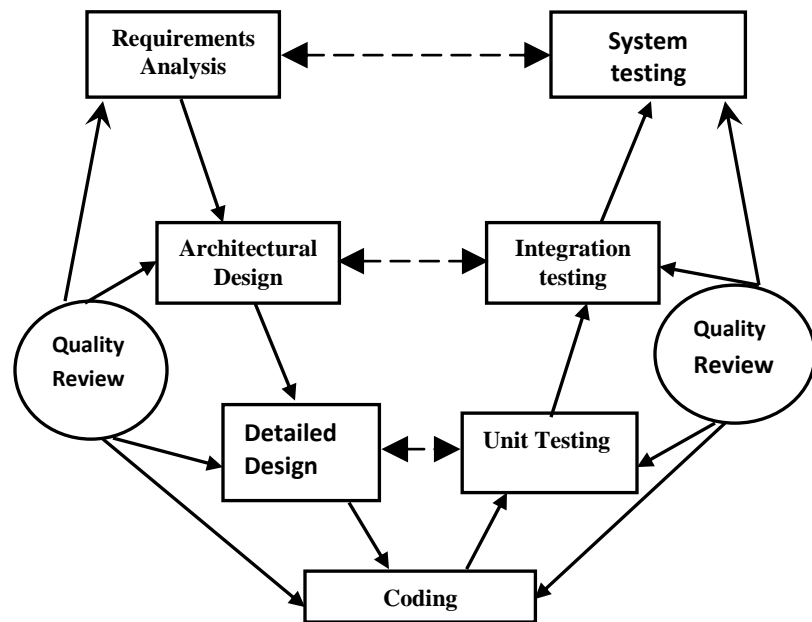 Requirements
Analysis
System
testing
Architectural
Design
Integration
testing
Quality
Review
Quality
Review
Detailed
Design
Unit Testing
Coding